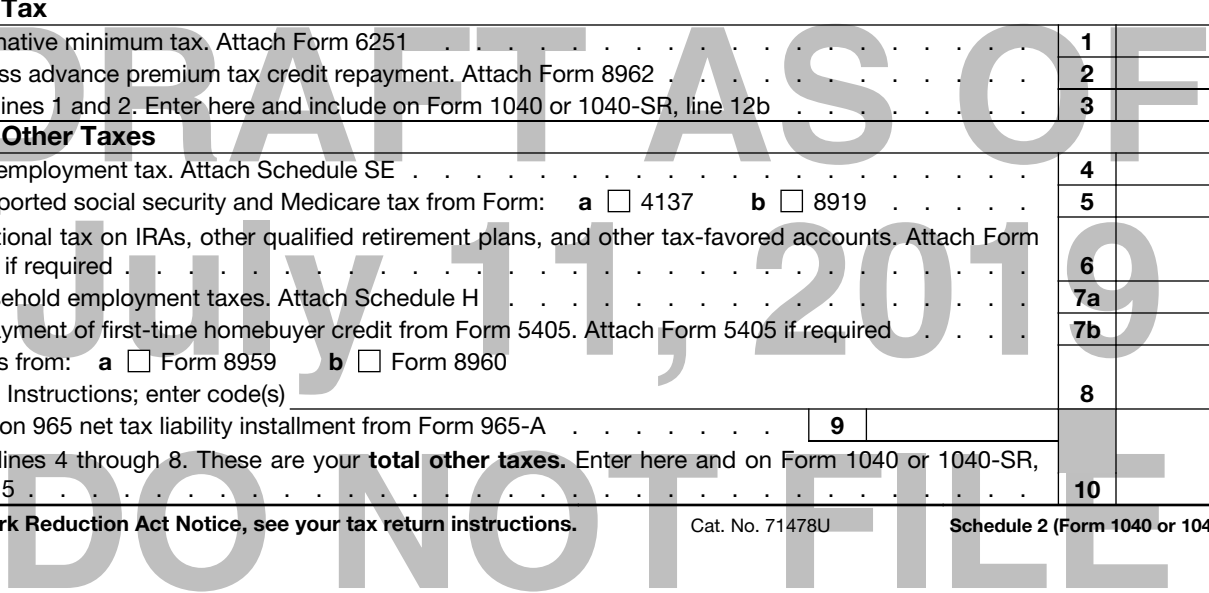 Tax
native minimum tax. Attach Form 6251 . . . . . . . . . . . . . . . . . . . 1
ss advance premium tax credit repayment. Attach Form 8962 . . . . . . . . . . . . 2
lines 1 and 2. Enter here and include on Form 1040 or 1040-SR, line 12b . . . . . . . . 3
Other Taxes
employment tax. Attach Schedule SE . . . . . . . . . . . . . . . . . . . . 4
ported social security and Medicare tax from Form: a 4137 b 8919 . . . . . 5
tional tax on IRAs, other qualified retirement plans, and other tax-favored accounts. Attach Form
if required . . . . . . . . . . . . . . . . . . . . . . . . . . . . . 6
sehold employment taxes. Attach Schedule H . . . . . . . . . . . . . . . . . 7a
yment of first-time homebuyer credit from Form 5405. Attach Form 5405 if required . . . . 7b
s from: a Form 8959 b Form 8960
Instructions; enter code(s) 8
on 965 net tax liability installment from Form 965-A . . . . . . . 9
lines 4 through 8. These are your total other taxes. Enter here and on Form 1040 or 1040-SR,
5 . . . . . . . . . . . . . . . . . . . . . . . . . . . . . . . . 10
rk Reduction Act Notice, see your tax return instructions. Cat. No. 71478U Schedule 2 (Form 1040 or 104
DRAFT AS OF
July 11, 2019
DO NOT FILE